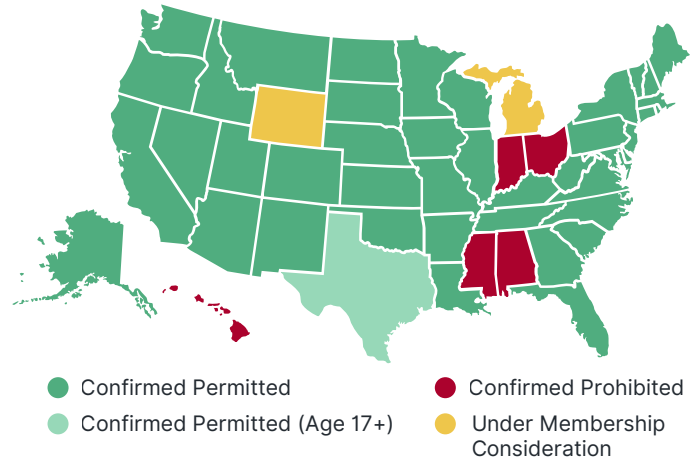 Confirmed Permitted
Confirmed Permitted (Age 17+)
Confirmed Prohibited
Under Membership
Consideration